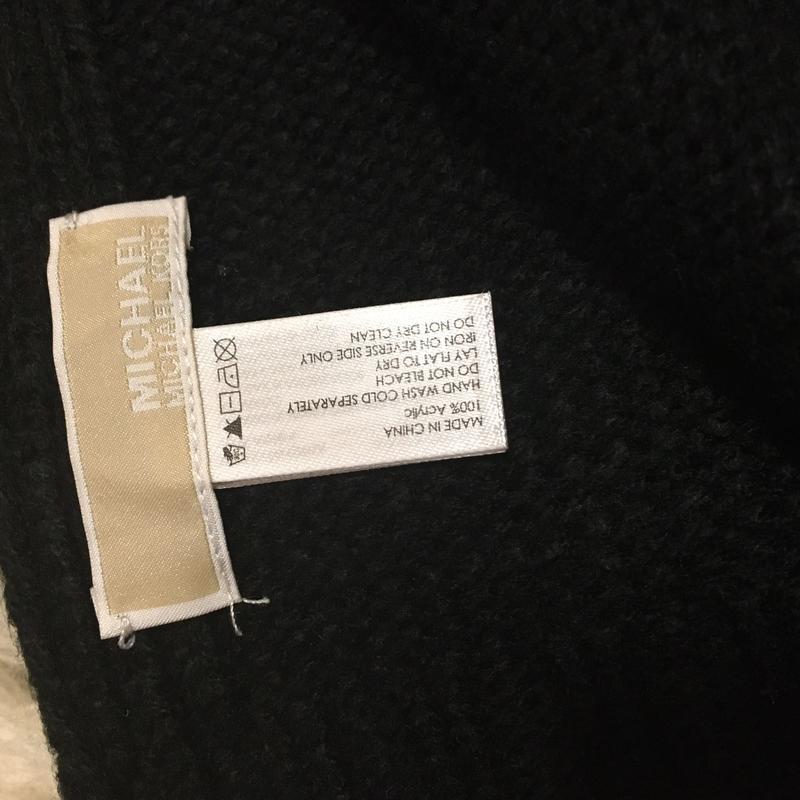 MICHAEL
MICHAEL KORS
MADE IN CHINA
100% Acrylic
HAND WASH COLD SEPARATELY
DO NOT BLEACH
LAY FLAT TO DRY
IRON ON REVERSE SIDE ONLY
DO NOT DRY CLEAN